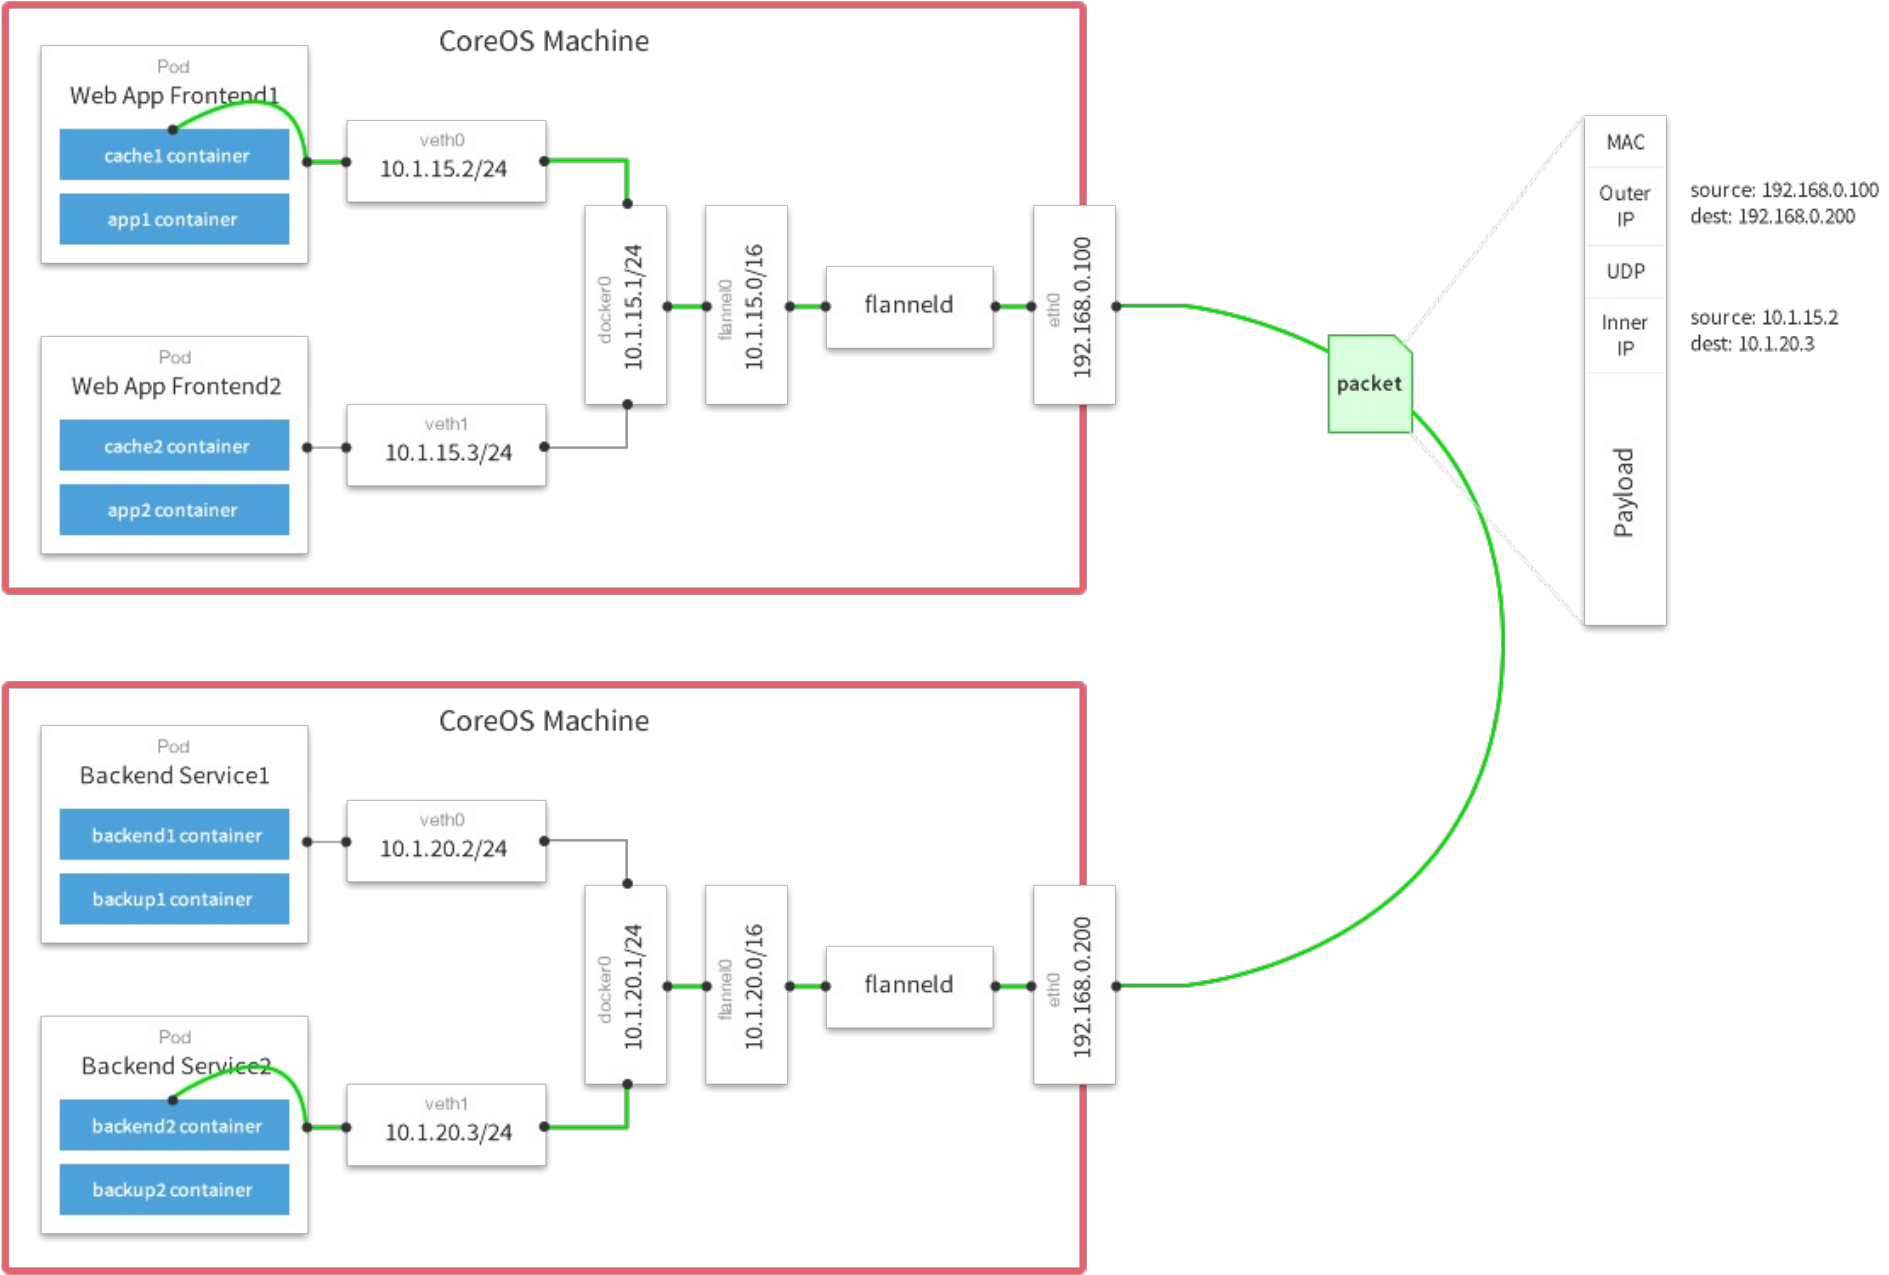 CoreOS Machine
Pod
Web App Frontend1
cache1 container
app1 container
veth0
10.1.15.2/24
Pod
Web App Frontend2
cache2 container
app2 container
veth1
10.1.15.3/24
docker0
10.1.15.1/24
flannel0
10.1.15.0/16
flanneld
eth0
192.168.0.100
packet
MAC
Outer
IP
source: 192.168.0.100
dest: 192.168.0.200
UDP
Inner
IP
source: 10.1.15.2
dest: 10.1.20.3
Payload
CoreOS Machine
Pod
Backend Service1
backend1 container
backup1 container
veth0
10.1.20.2/24
Pod
Backend Service2
backend2 container
backup2 container
veth1
10.1.20.3/24
docker0
10.1.20.1/24
flannel0
10.1.20.0/16
flanneld
eth0
192.168.0.200